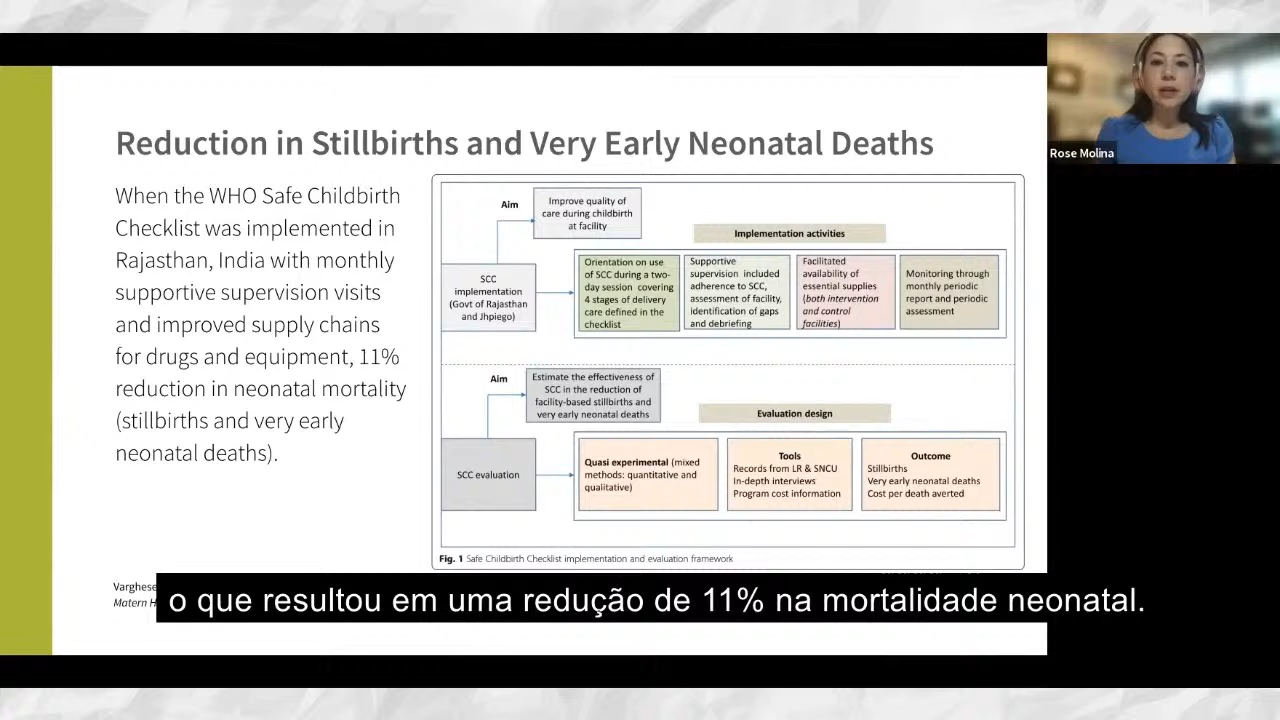 Reduction in Stillbirths and Very Early Neonatal Deaths
Rose Molina
When the WHO Safe Childbirth
Checklist was implemented in
Rajasthan, India with monthly
supportive supervision visits
and improved supply chains
for drugs and equipment, 11%
reduction in neonatal mortality
(stillbirths and very early
neonatal deaths).
Aim
Improve quality of
care during childbirth
at facility
Implementation activities
SCC
implementation
(Govt of Rajasthan
and Jhpiego)
Orientation on use
of SCC during a two-
day session covering
4 stages of delivery
care defined in the
checklist
Supportive
supervision included
adherence to SCC,
assessment of facility,
identification of gaps
and debriefing
Facilitated
availability of
essential supplies
(both intervention
and control
facilities)
Monitoring through
monthly periodic
report and periodic
assessment
Aim
Estimate the effectiveness of
SCC in the reduction of
facility-based stillbirths and
very early neonatal deaths
Evaluation design
SCC evaluation
Quasi experimental (mixed
methods: quantitative and
qualitative)
Tools
Records from LR & SNCU
In-depth interviews
Program cost information
Outcome
Stillbirths
Very early neonatal deaths
Cost per death averted
Fig. 1 Safe Childbirth Checklist implementation and evaluation framework
Varghese
Matern
o que resultou em uma redução de 11% na mortalidade neonatal.